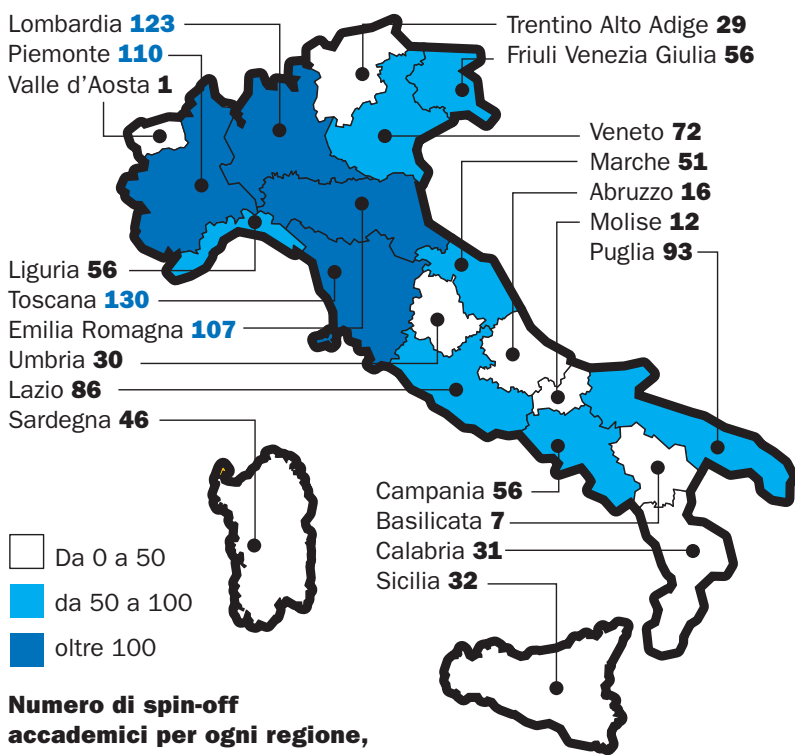 Lombardia 123
Piemonte 110
Valle d'Aosta 1
Trentino Alto Adige 29
Friuli Venezia Giulia 56
Veneto 72
Marche 51
Abruzzo 16
Molise 12
Puglia 93
Liguria 56
Toscana 130
Emilia Romagna 107
Umbria 30
Lazio 86
Sardegna 46
Campania 56
Basilicata 7
Calabria 31
Sicilia 32
Da 0 a 50
da 50 a 100
oltre 100
Numero di spin-off
accademici per ogni regione,